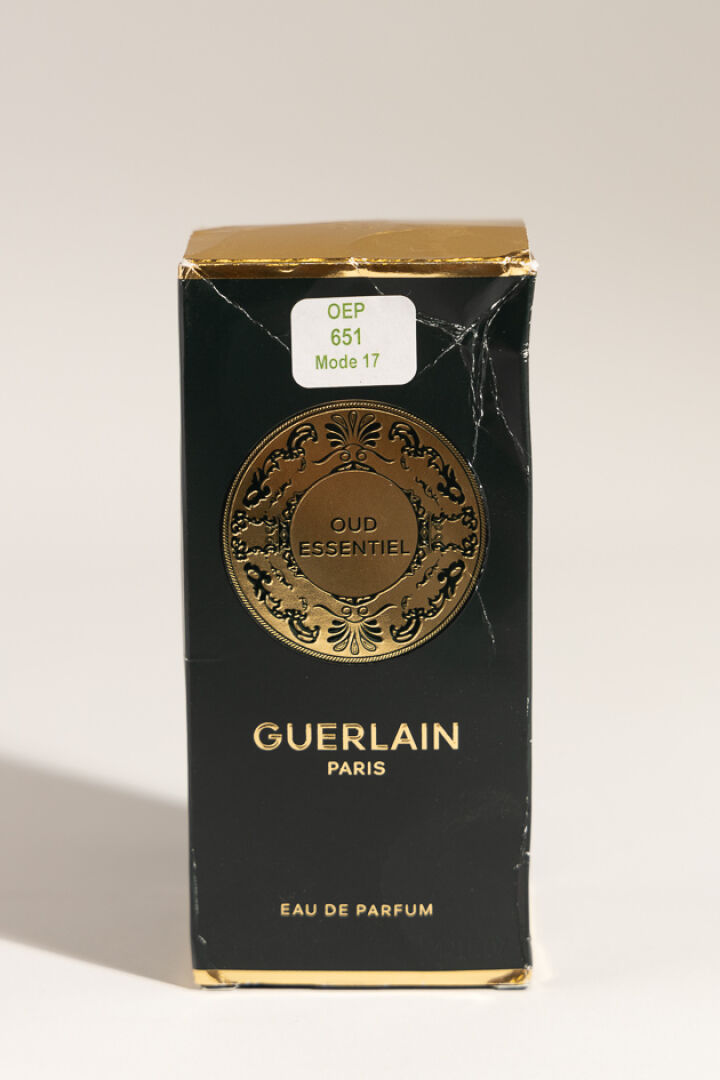 OEP
651
Mode 17
OUD
ESSENTIEL
GUERLAIN
PARIS
EAU DE PARFUM